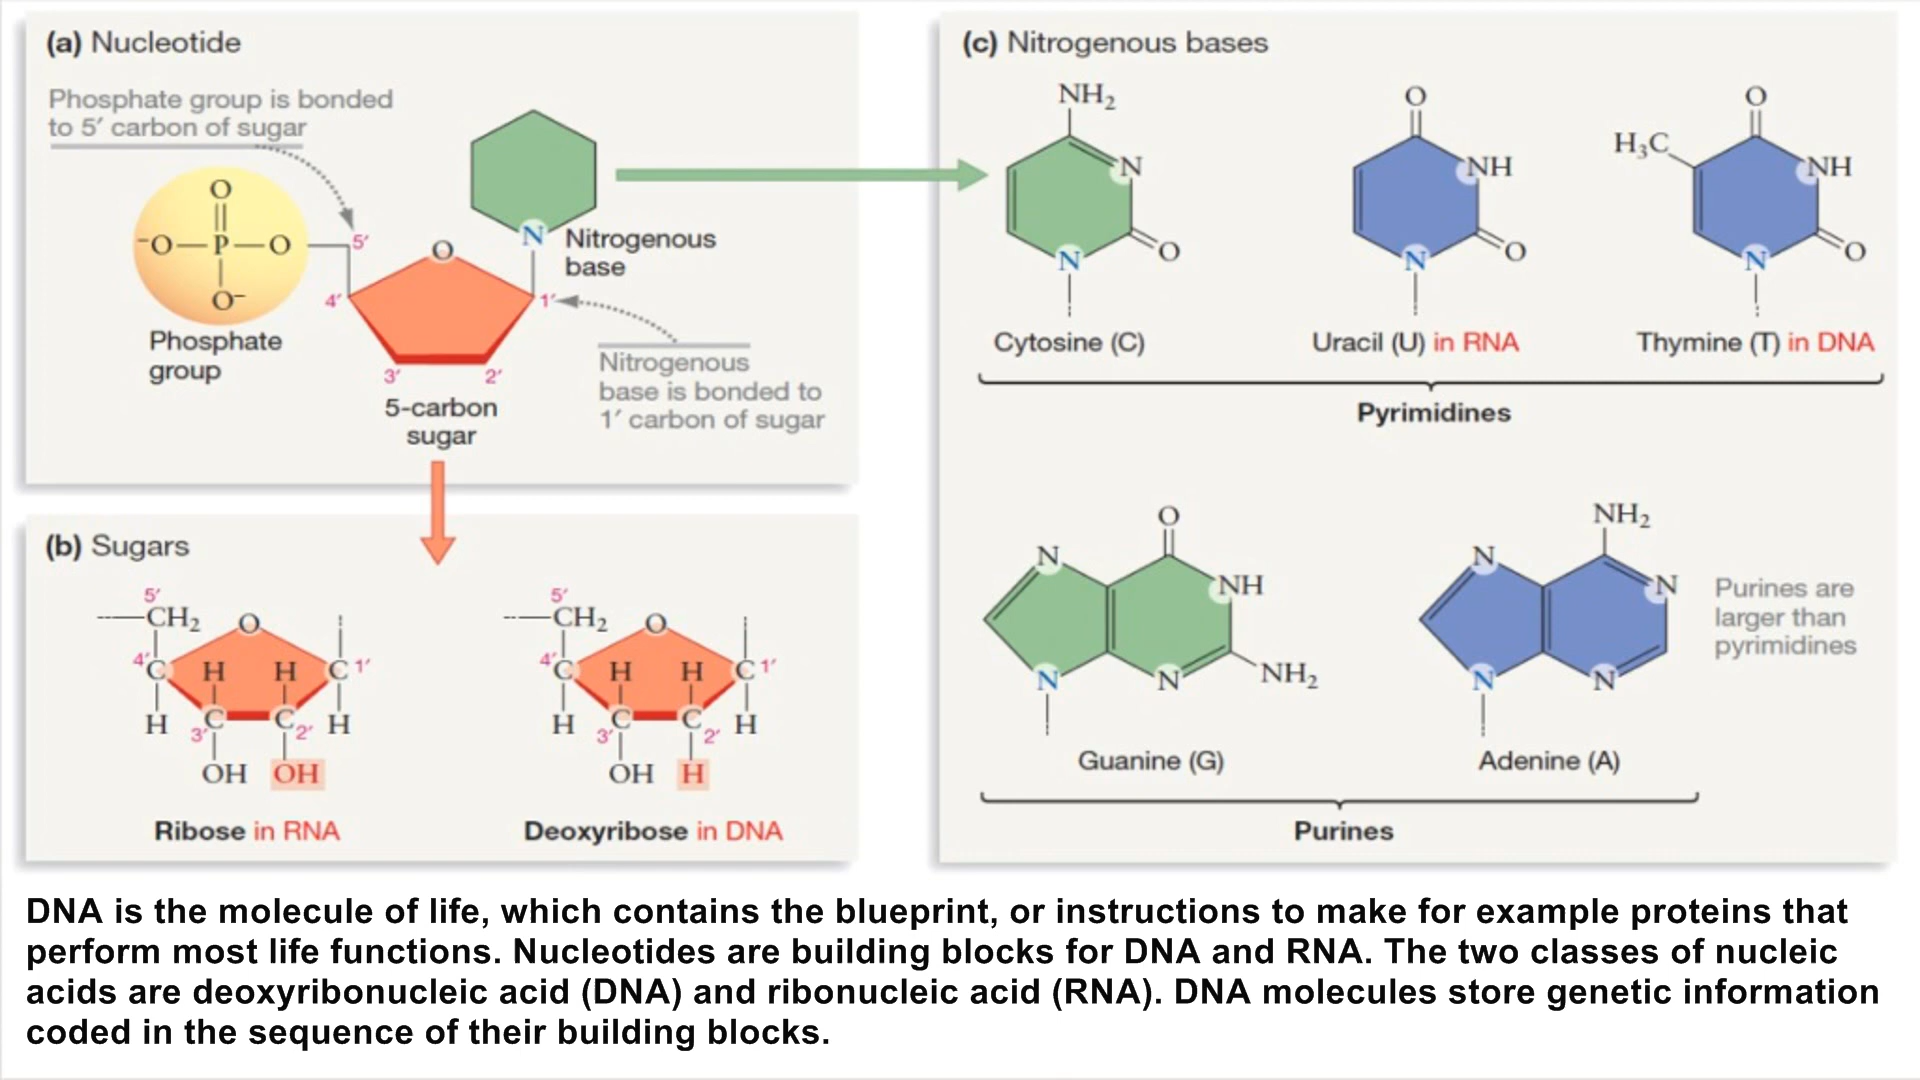 (a) Nucleotide
Phosphate group is bonded
to 5′ carbon of sugar
O
⁻O—P—O
O⁻
Phosphate
group
5′
4′
O
1′
3′
2′
5-carbon
sugar
N
Nitrogenous
base
Nitrogenous
base is bonded to
1′ carbon of sugar
(b) Sugars
5′
CH₂
O
4′
C
H
H
C
1′
H
C
C
H
3′
2′
OH
OH
Ribose in RNA
5′
CH₂
O
4′
C
H
H
C
1′
H
C
C
H
3′
2′
OH
H
Deoxyribose in DNA
(c) Nitrogenous bases
NH₂
N
N
O
Cytosine (C)
O
NH
N
O
Uracil (U) in RNA
O
H₃C
NH
N
O
Thymine (T) in DNA
Pyrimidines
O
N
NH
N
N
NH₂
Guanine (G)
NH₂
N
N
N
N
Adenine (A)
Purines are
larger than
pyrimidines
Purines
DNA is the molecule of life, which contains the blueprint, or instructions to make for example proteins that
perform most life functions. Nucleotides are building blocks for DNA and RNA. The two classes of nucleic
acids are deoxyribonucleic acid (DNA) and ribonucleic acid (RNA). DNA molecules store genetic information
coded in the sequence of their building blocks.